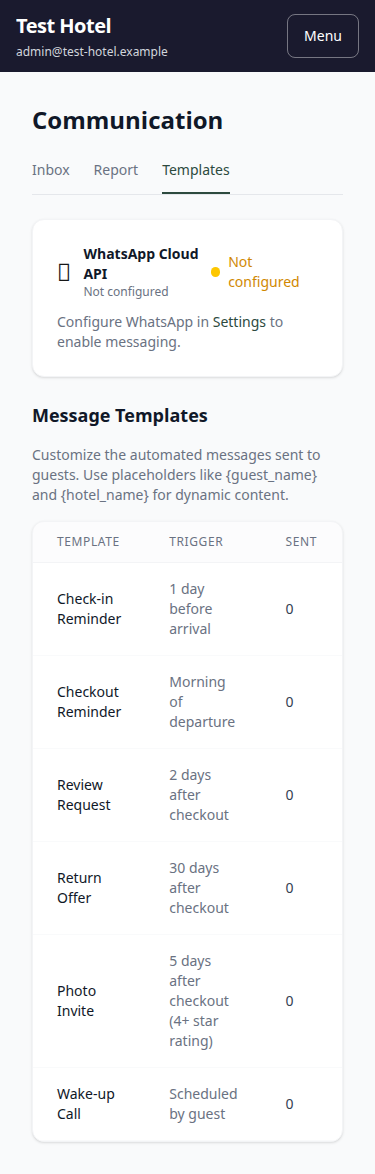 Test Hotel
admin@test-hotel.example
Menu
Communication
Inbox Report Templates
WhatsApp Cloud
API
Not configured
Not
configured
Configure WhatsApp in Settings to
enable messaging.
Message Templates
Customize the automated messages sent to
guests. Use placeholders like {guest_name}
and {hotel_name} for dynamic content.
TEMPLATE TRIGGER SENT
Check-in
Reminder
1 day
before
arrival
0
Checkout
Reminder
Morning
of
departure
0
Review
Request
2 days
after
checkout
0
Return
Offer
30 days
after
checkout
0
Photo
Invite
5 days
after
checkout
(4+ star
rating)
0
Wake-up
Call
Scheduled
by guest
0